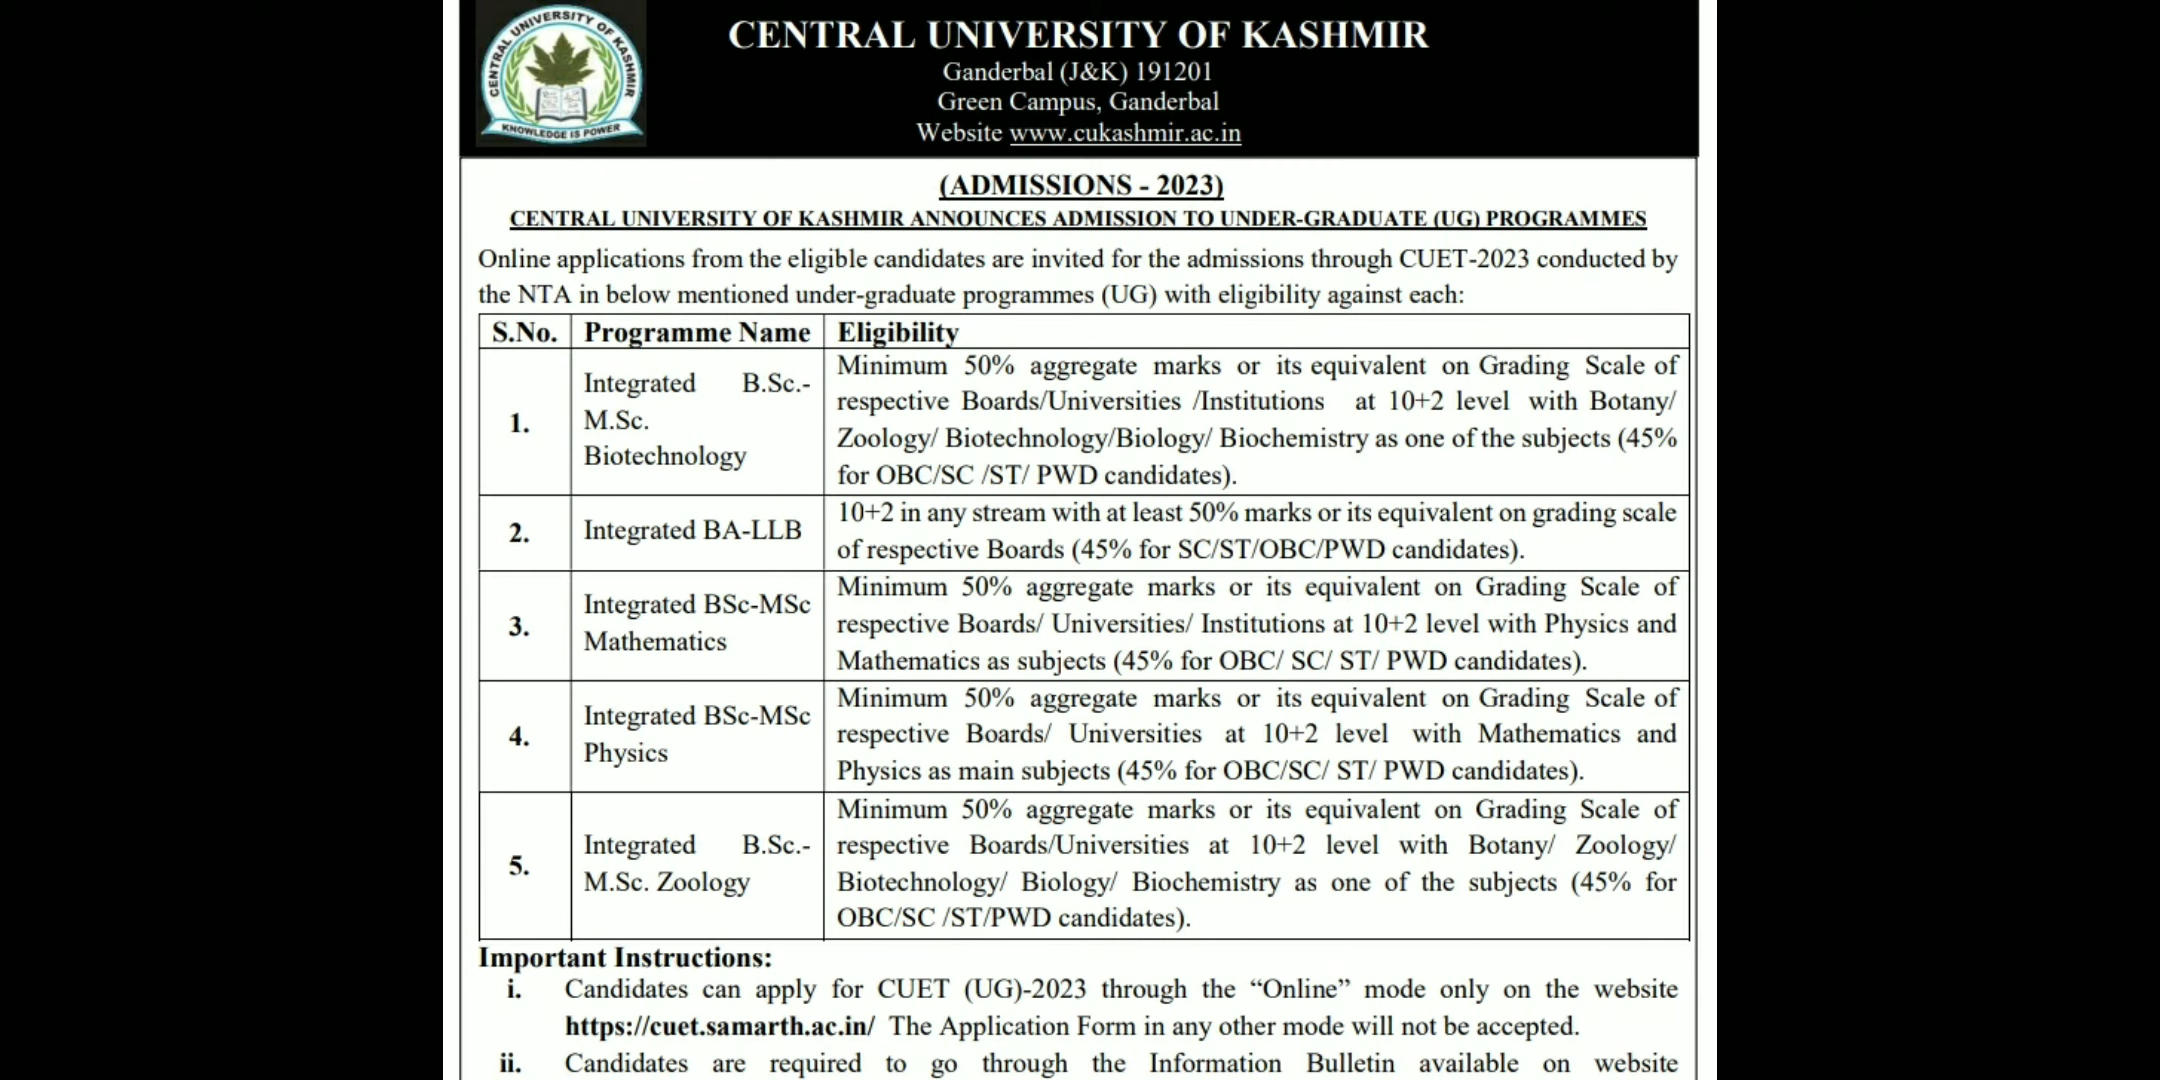 CENTRAL UNIVERSITY OF KASHMIR
KNOWLEDGE IS POWER
CENTRAL UNIVERSITY OF KASHMIR
Ganderbal (J&K) 191201
Green Campus, Ganderbal
Website www.cukashmir.ac.in
(ADMISSIONS - 2023)
CENTRAL UNIVERSITY OF KASHMIR ANNOUNCES ADMISSION TO UNDER-GRADUATE (UG) PROGRAMMES
Online applications from the eligible candidates are invited for the admissions through CUET-2023 conducted by
the NTA in below mentioned under-graduate programmes (UG) with eligibility against each:
S.No. Programme Name Eligibility
1.
Integrated B.Sc.-
M.Sc.
Biotechnology
Minimum 50% aggregate marks or its equivalent on Grading Scale of
respective Boards/Universities /Institutions at 10+2 level with Botany/
Zoology/ Biotechnology/Biology/ Biochemistry as one of the subjects (45%
for OBC/SC /ST/ PWD candidates).
2.
Integrated BA-LLB
10+2 in any stream with at least 50% marks or its equivalent on grading scale
of respective Boards (45% for SC/ST/OBC/PWD candidates).
3.
Integrated BSc-MSc
Mathematics
Minimum 50% aggregate marks or its equivalent on Grading Scale of
respective Boards/ Universities/ Institutions at 10+2 level with Physics and
Mathematics as subjects (45% for OBC/ SC/ ST/ PWD candidates).
4.
Integrated BSc-MSc
Physics
Minimum 50% aggregate marks or its equivalent on Grading Scale of
respective Boards/ Universities at 10+2 level with Mathematics and
Physics as main subjects (45% for OBC/SC/ ST/ PWD candidates).
5.
Integrated B.Sc.-
M.Sc. Zoology
Minimum 50% aggregate marks or its equivalent on Grading Scale of
respective Boards/Universities at 10+2 level with Botany/ Zoology/
Biotechnology/ Biology/ Biochemistry as one of the subjects (45% for
OBC/SC /ST/PWD candidates).
Important Instructions:
i. Candidates can apply for CUET (UG)-2023 through the “Online” mode only on the website
https://cuet.samarth.ac.in/ The Application Form in any other mode will not be accepted.
ii. Candidates are required to go through the Information Bulletin available on website